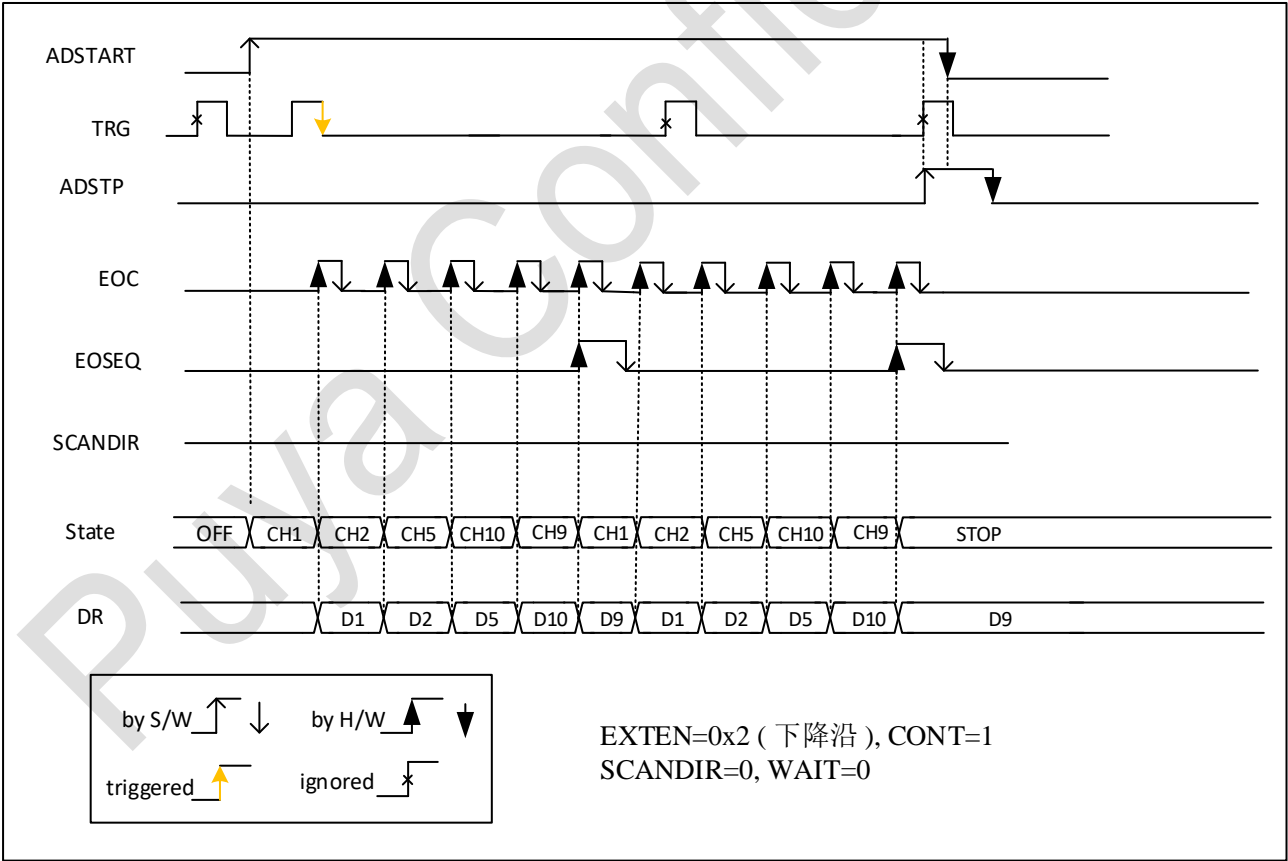 Puya Confi
ADSTART
TRG
ADSTP
EOC
EOSEQ
SCANDIR
State OFF CH1 CH2 CH5 CH10 CH9 CH1 CH2 CH5 CH10 CH9 STOP
DR D1 D2 D5 D10 D9 D1 D2 D5 D10 D9
by S/W by H/W
triggered ignored
EXTEN=0x2 ( 下降沿 ), CONT=1
SCANDIR=0, WAIT=0